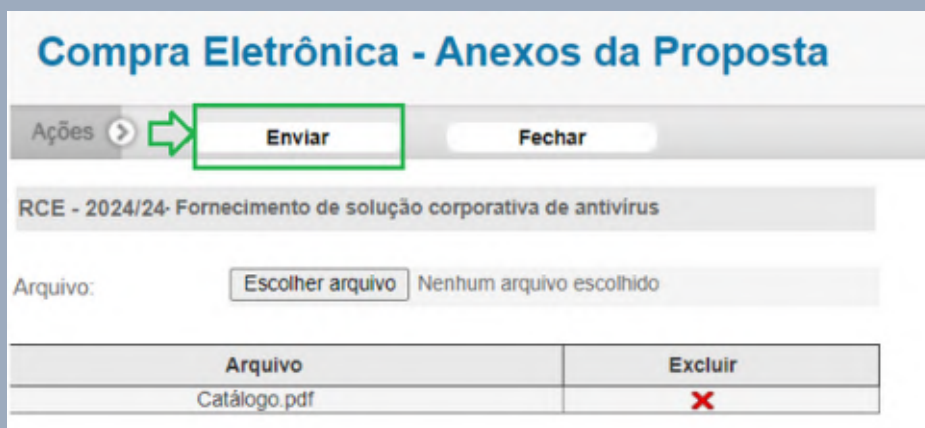 Compra Eletrônica - Anexos da Proposta
Ações Enviar Fechar
RCE - 2024/24- Fornecimento de solução corporativa de antivírus
Arquivo: Escolher arquivo Nenhum arquivo escolhido
Arquivo Excluir
Catálogo.pdf